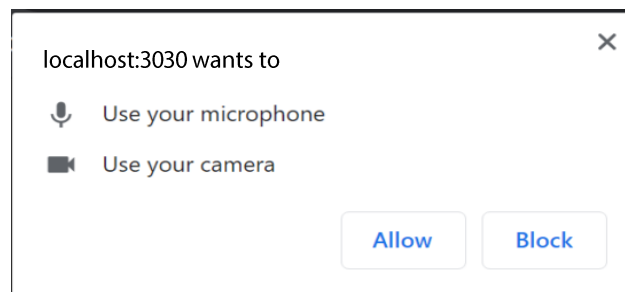 localhost:3030 wants to
Use your microphone
Use your camera
Allow Block